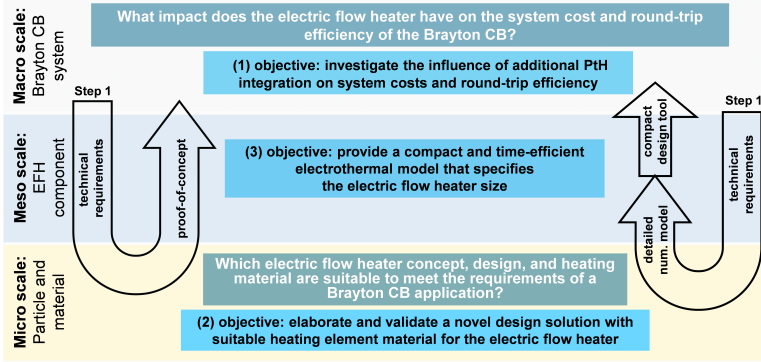 What impact does the electric flow heater have on the system cost and round-trip
efficiency of the Brayton CB?
(1) objective: investigate the influence of additional PtH
integration on system costs and round-trip efficiency
Macro scale:
Brayton CB
system
Step 1
Step 1
technical
requirements
proof-of-concept
(3) objective: provide a compact and time-efficient
electrothermal model that specifies
the electric flow heater size
compact
design tool
technical
requirements
Meso scale:
EFH
component
detailed
num. model
Which electric flow heater concept, design, and heating
material are suitable to meet the requirements of a
Brayton CB application?
(2) objective: elaborate and validate a novel design solution with
suitable heating element material for the electric flow heater
Micro scale:
Particle and
material